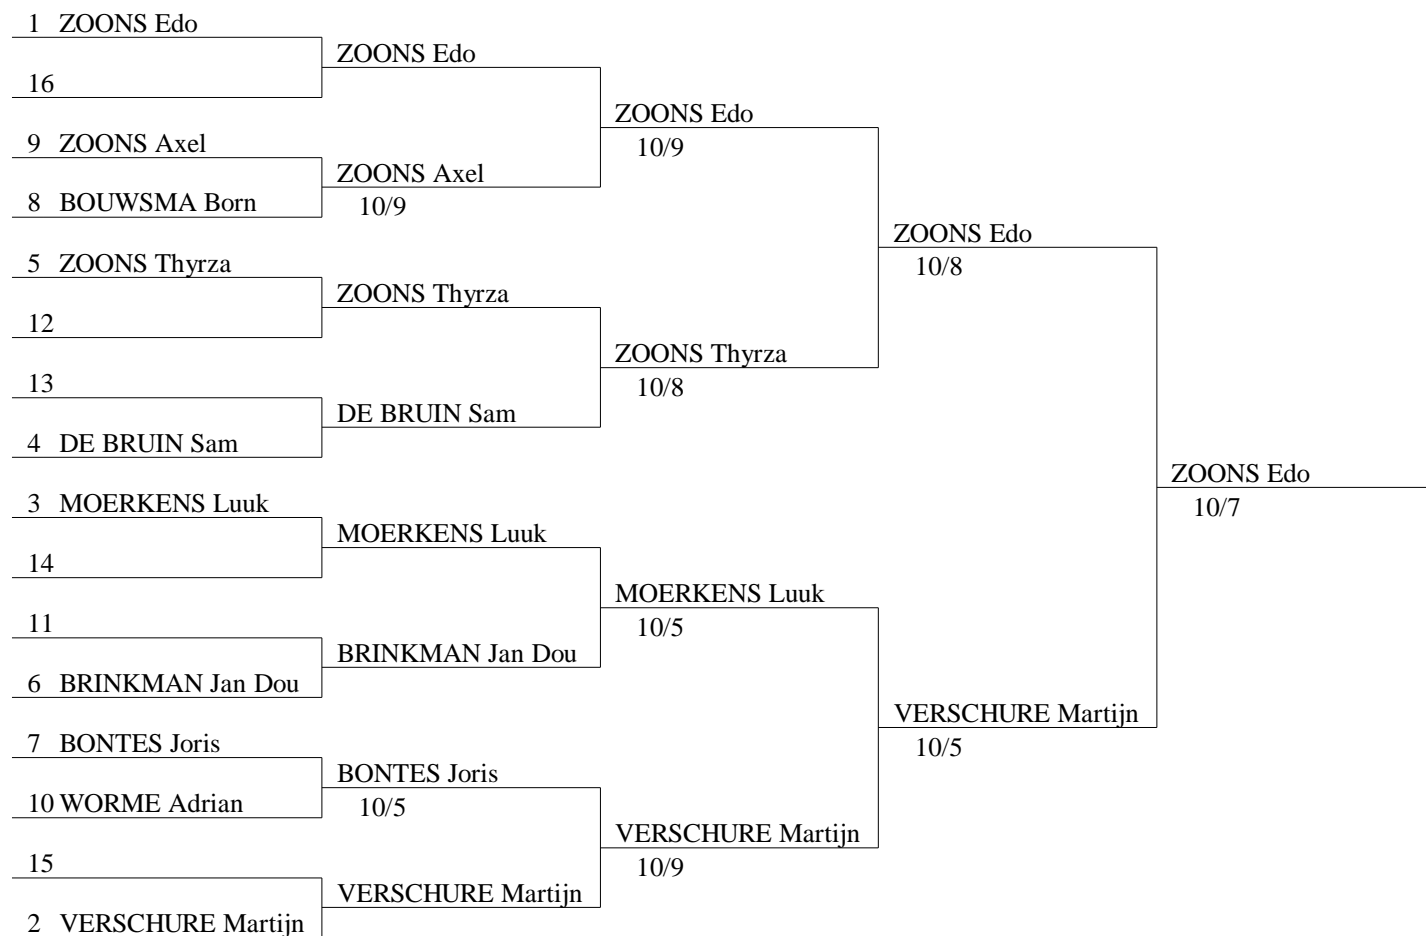 1 ZOONS Edo
ZOONS Edo
16
ZOONS Edo
10/9
9 ZOONS Axel
ZOONS Axel
10/9
8 BOUWSMA Born
ZOONS Edo
10/8
5 ZOONS Thyrza
ZOONS Thyrza
12
ZOONS Thyrza
10/8
13
DE BRUIN Sam
4 DE BRUIN Sam
ZOONS Edo
10/7
3 MOERKENS Luuk
MOERKENS Luuk
14
MOERKENS Luuk
10/5
11
BRINKMAN Jan Dou
6 BRINKMAN Jan Dou
VERSCHURE Martijn
10/5
7 BONTES Joris
BONTES Joris
10/5
10 WORME Adrian
VERSCHURE Martijn
10/9
15
VERSCHURE Martijn
2 VERSCHURE Martijn